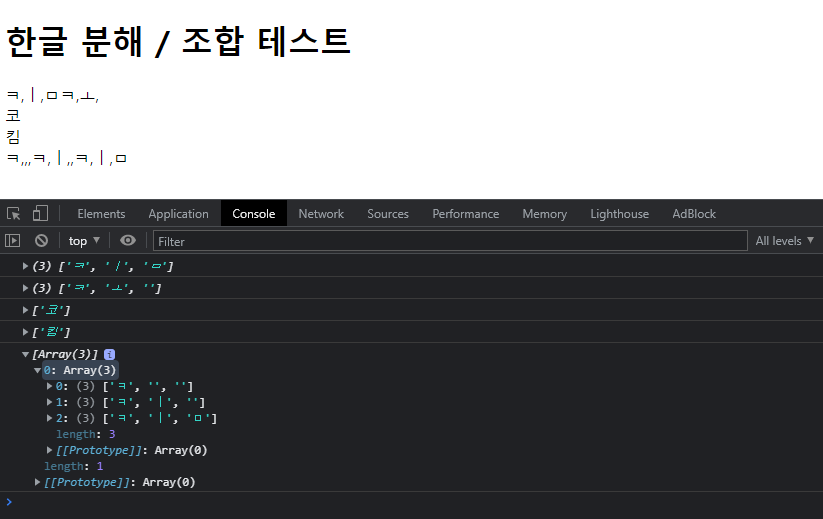 한글 분해 / 조합 테스트
ㅋ,ㅣ,ㅁㅋ,ㅗ,
코
킴
ㅋ,,,ㅋ,ㅣ,,ㅋ,ㅣ,ㅁ
Elements Application Console Network Sources Performance Memory Lighthouse AdBlock
top Filter All levels
(3) ['ㅋ', 'ㅣ', 'ㅁ']
(3) ['ㅋ', 'ㅗ', '']
['코']
['킴']
[Array(3)] i
0: Array(3)
0: (3) ['ㅋ', '', '']
1: (3) ['ㅋ', 'ㅣ', '']
2: (3) ['ㅋ', 'ㅣ', 'ㅁ']
length: 3
[[Prototype]]: Array(0)
length: 1
[[Prototype]]: Array(0)